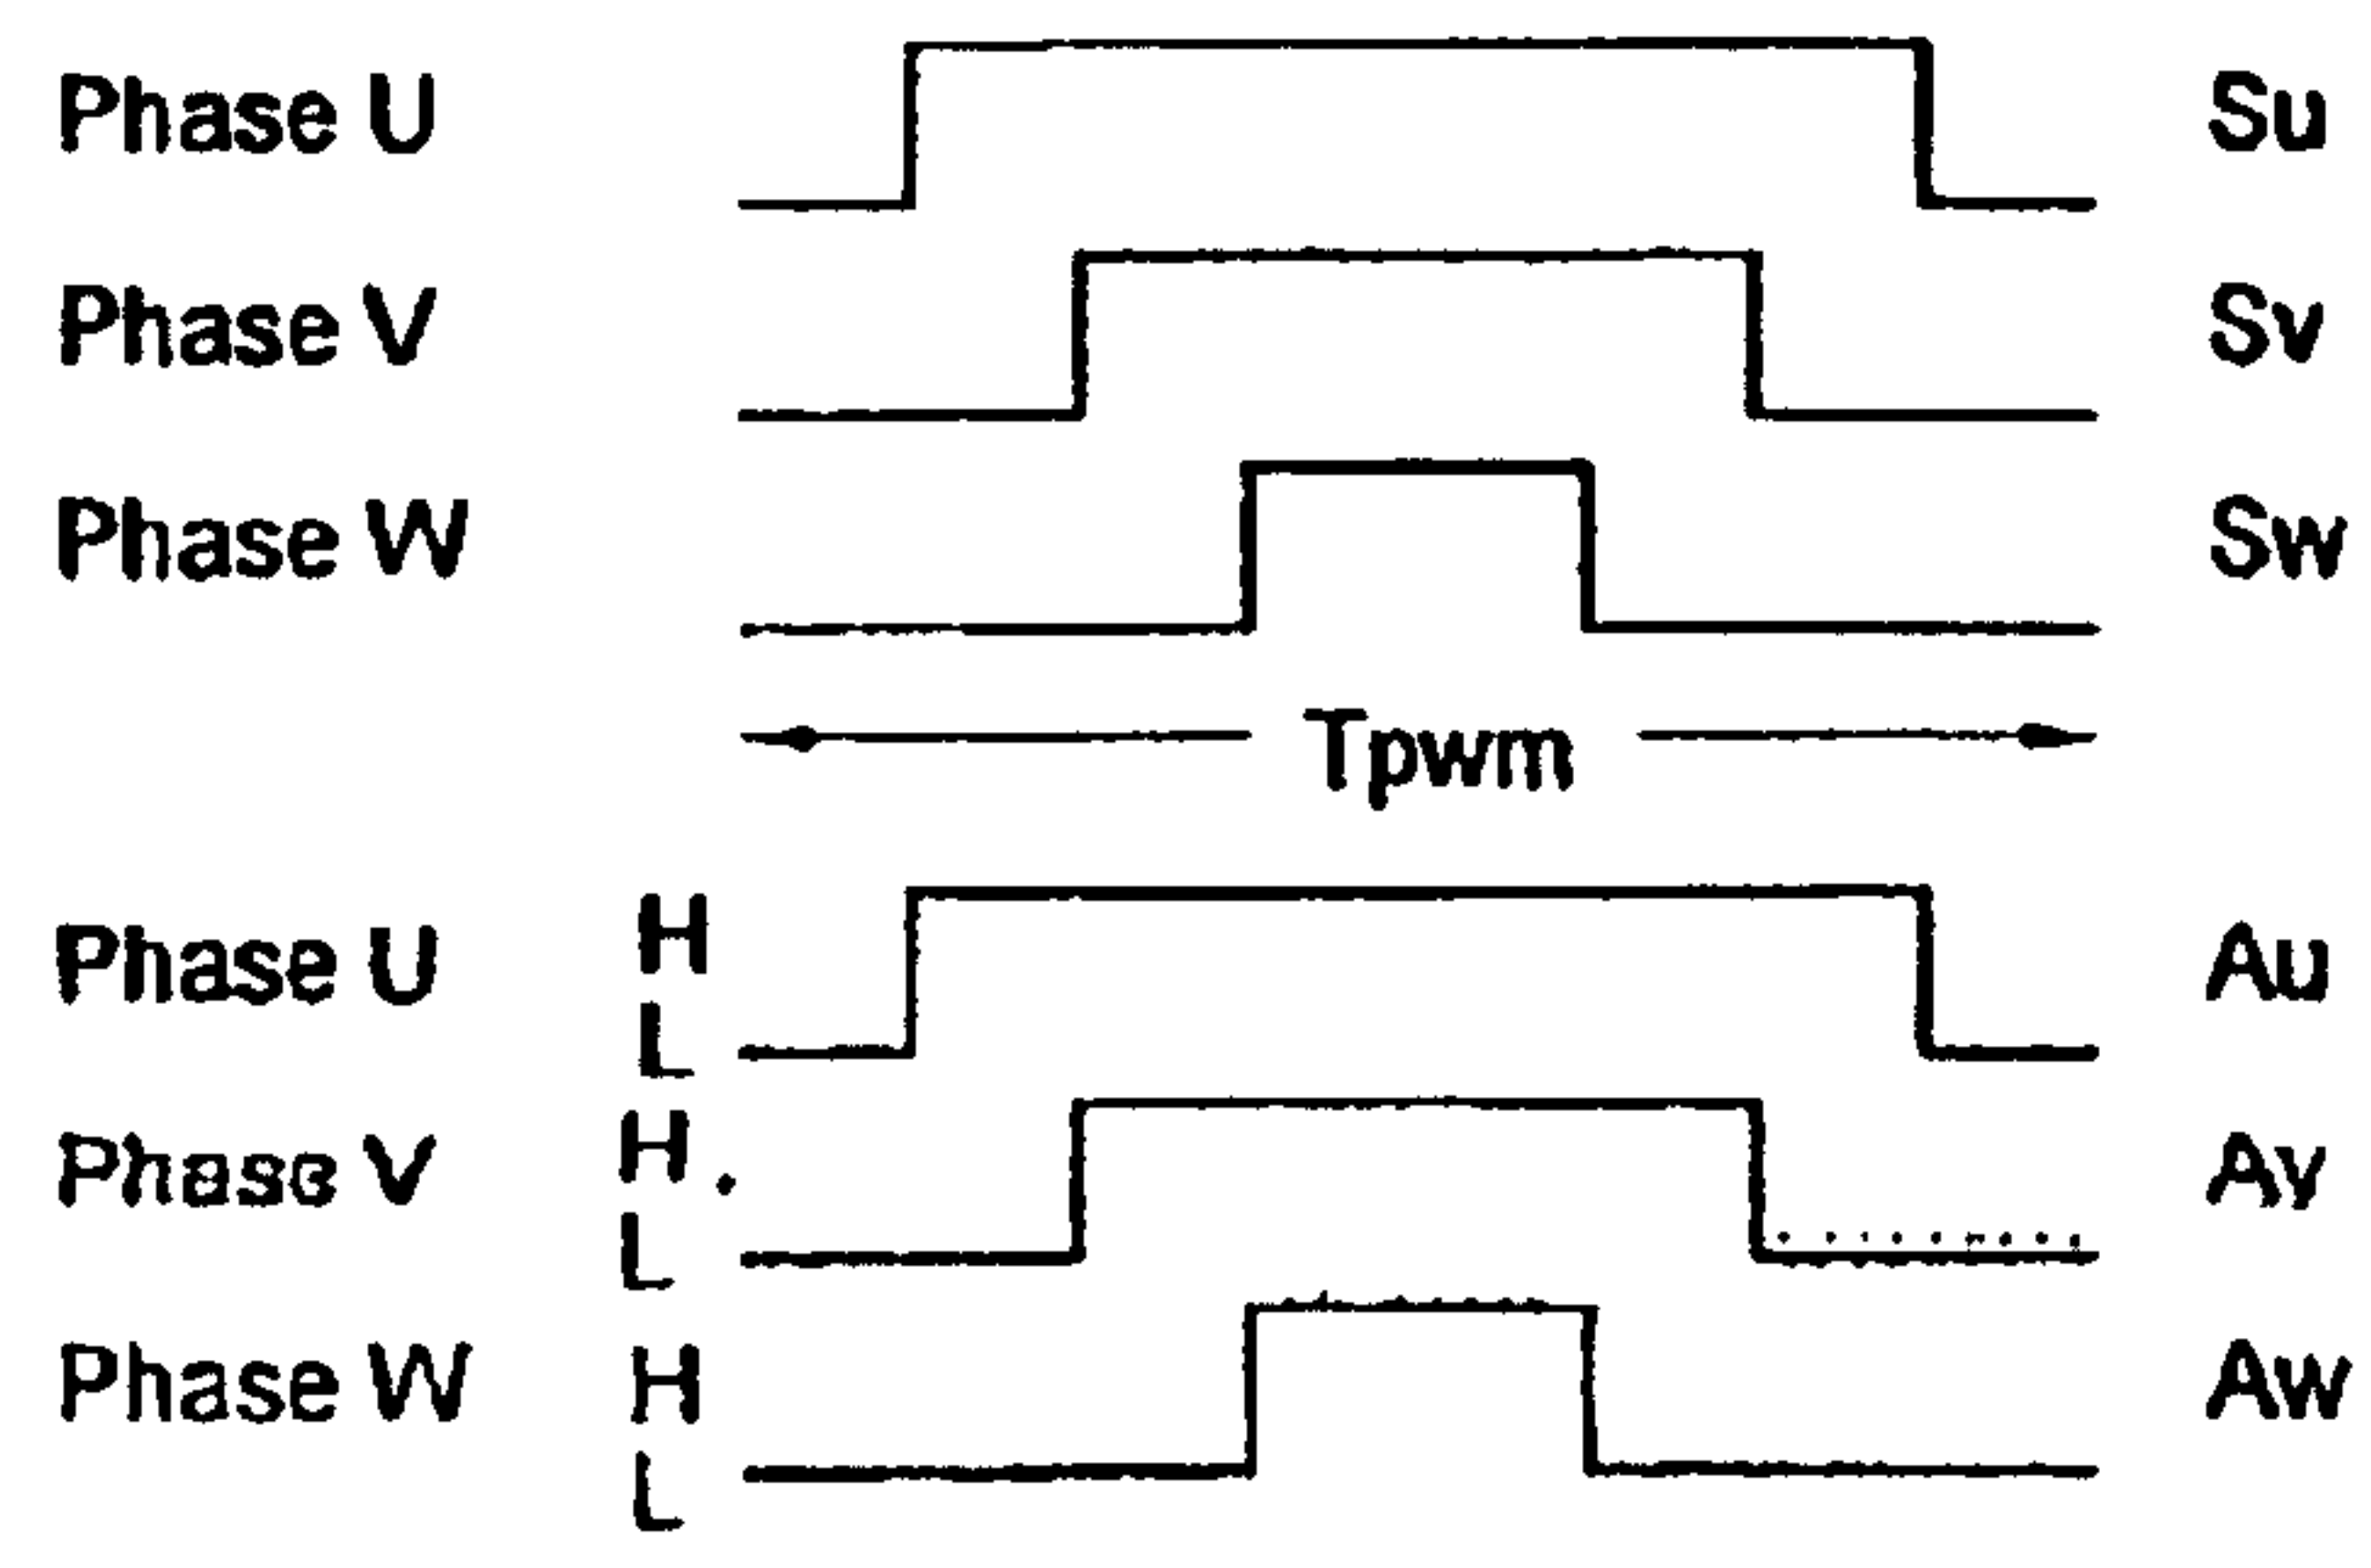 Phase U Su
Phase V Sv
Phase W Sw
Tpwm
Phase U H Au
L
Phase V H Av
L
Phase W H Aw
L